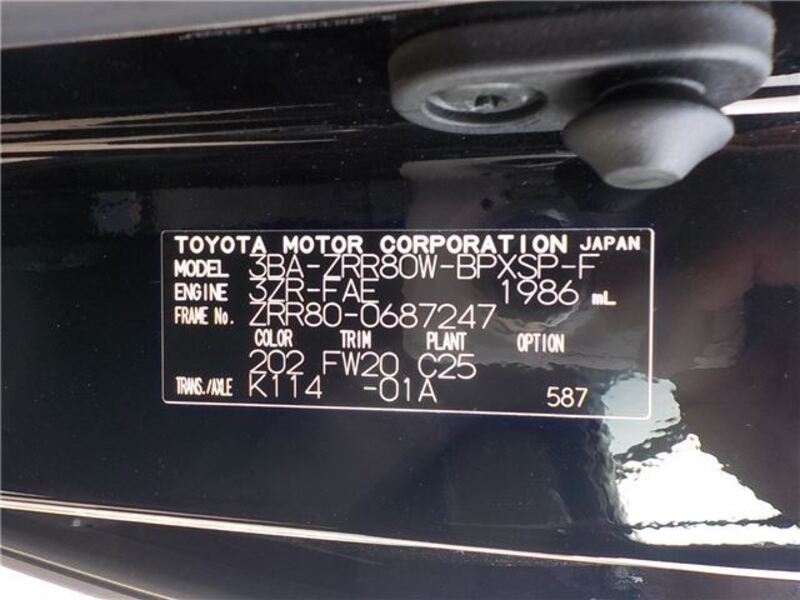 TOYOTA MOTOR CORPORATION JAPAN
MODEL 3BA-ZRR80W-BPXSP-F
ENGINE 3ZR-FAE 1986 mL
FRAME No. ZRR80-0687247
COLOR TRIM PLANT OPTION
202 FW20 C25
TRANS./AXLE K114 -01A 587